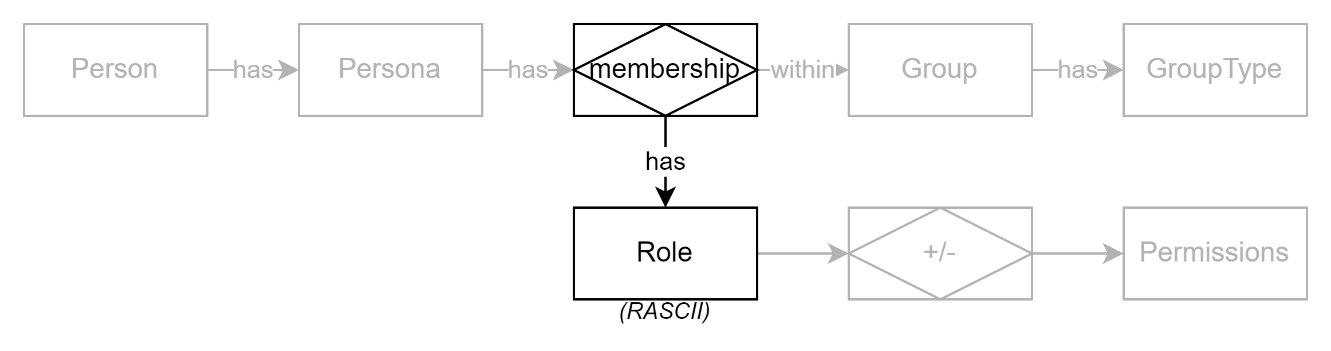 Person
has
Persona
has
membership
within
Group
has
GroupType
has
Role
(RASCII)
+/-
Permissions